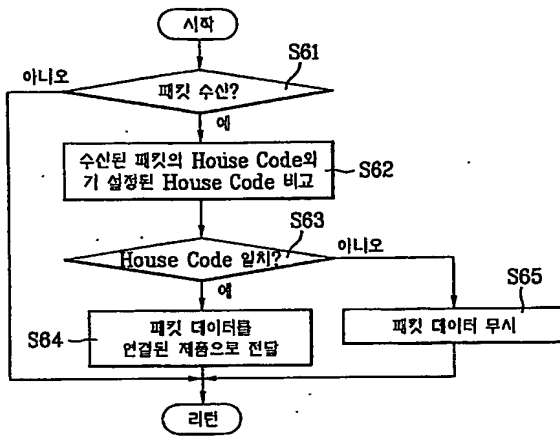 시작
S61
아니오
패킷 수신?
예
수신된 패킷의 House Code와
기 설정된 House Code 비교
S62
S63
House Code 일치?
아니오
예
S65
S64
패킷 데이터를
연결된 제품으로 전달
패킷 데이터 무시
리턴